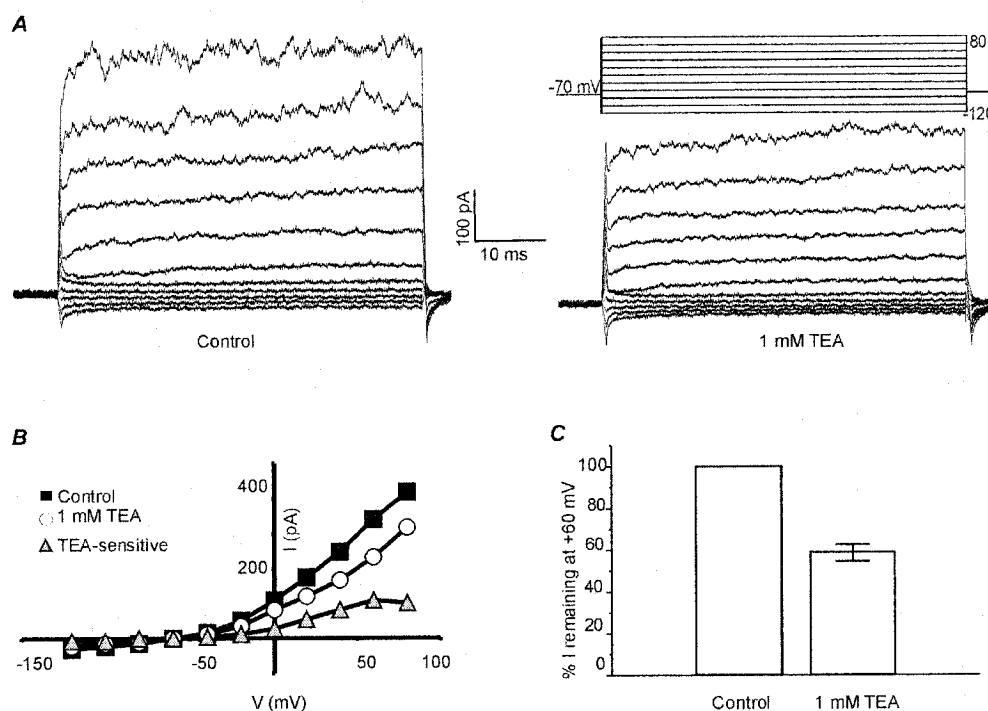 A
80
-70 mV
-120
100 pA
10 ms
Control
1 mM TEA
B
Control
1 mM TEA
TEA-sensitive
400
200
I (pA)
-150
-50
50
100
V (mV)
C
% I remaining at +60 mV
100
80
60
40
20
0
Control
1 mM TEA